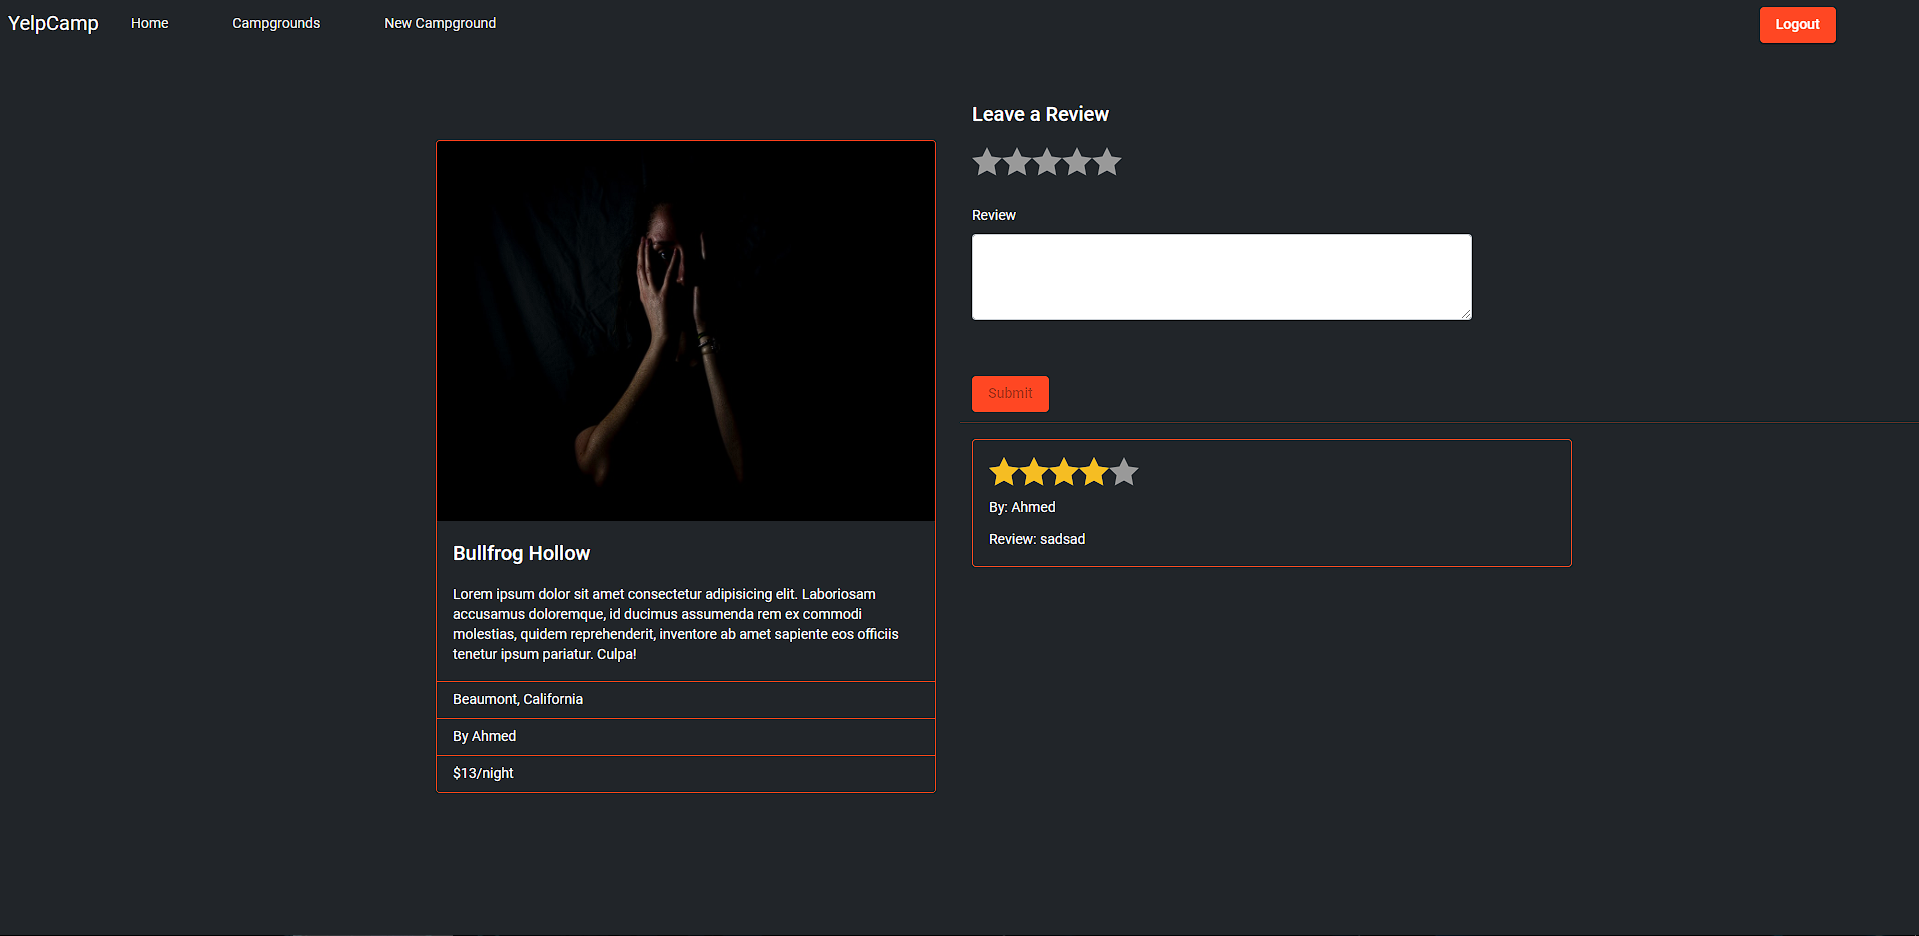 YelpCamp Home Campgrounds New Campground Logout
Leave a Review
Review
Submit
By: Ahmed
Review: sadsad
Bullfrog Hollow
Lorem ipsum dolor sit amet consectetur adipisicing elit. Laboriosam
accusamus doloremque, id ducimus assumenda rem ex commodi
molestias, quidem reprehenderit, inventore ab amet sapiente eos officiis
tenetur ipsum pariatur. Culpa!
Beaumont, California
By Ahmed
$13/night